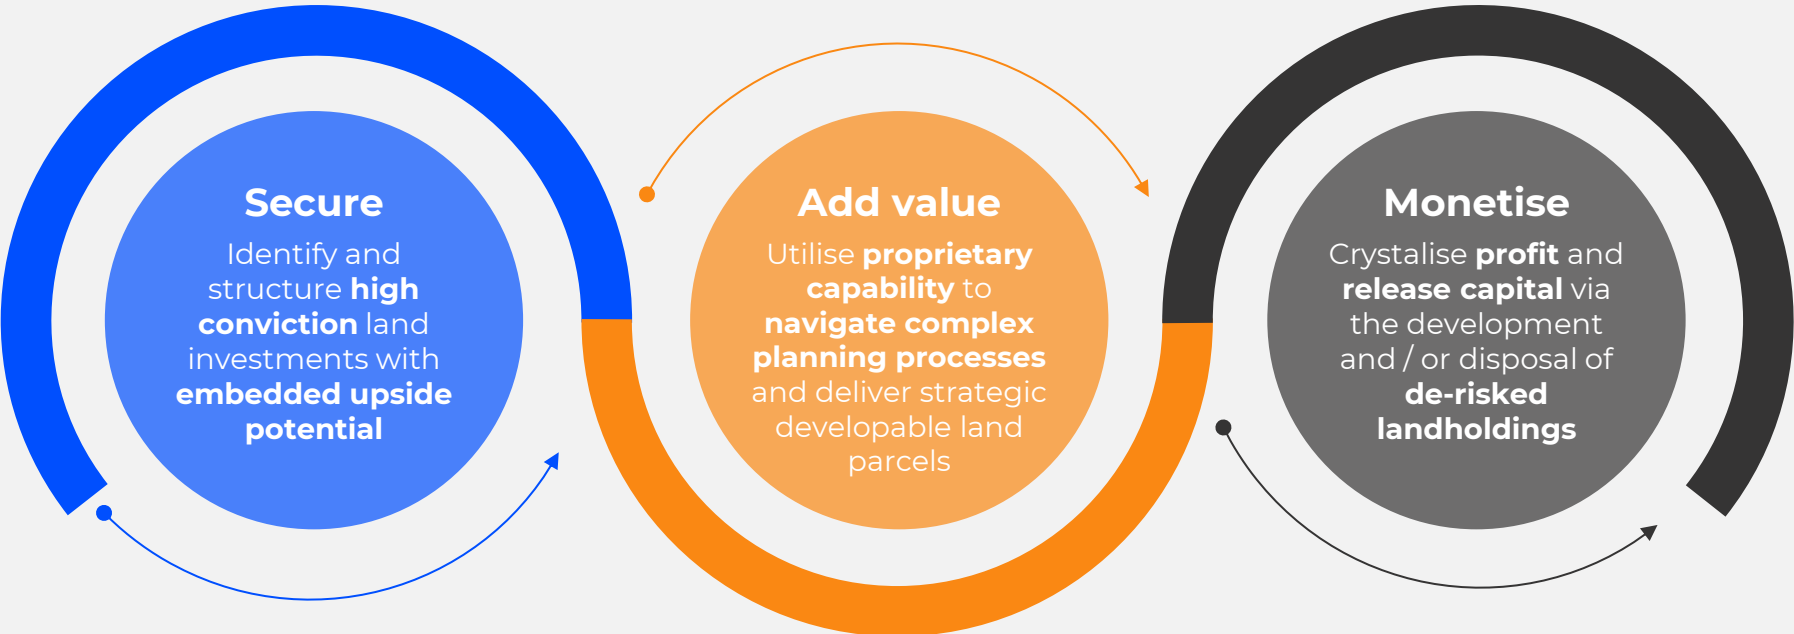 Secure
Identify and
structure high
conviction land
investments with
embedded upside
potential
Add value
Utilise proprietary
capability to
navigate complex
planning processes
and deliver strategic
developable land
parcels
Monetise
Crystalise profit and
release capital via
the development
and / or disposal of
de-risked
landholdings